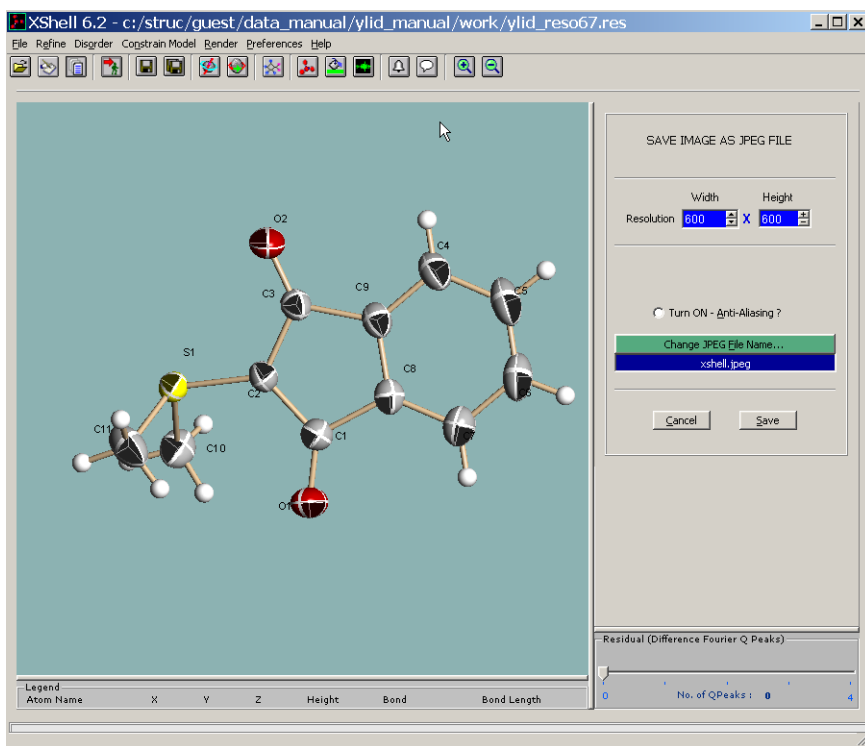 XShell 6.2 - c:/struc/guest/data_manual/ylid_manual/work/ylid_reso67.res
File Refine Disorder Constrain Model Render Preferences Help
SAVE IMAGE AS JPEG FILE
Width Height
Resolution 600 X 600
Turn ON - Anti-Aliasing ?
Change JPEG File Name...
xshell.jpeg
Cancel Save
O2
C4
C9
C3
C5
S1
C8
C2
C6
C11
C10
C1
C7
O1
Residual (Difference Fourier Q Peaks)
0 No. of QPeaks : 0 4
Legend
Atom Name X Y Z Height Bond Bond Length